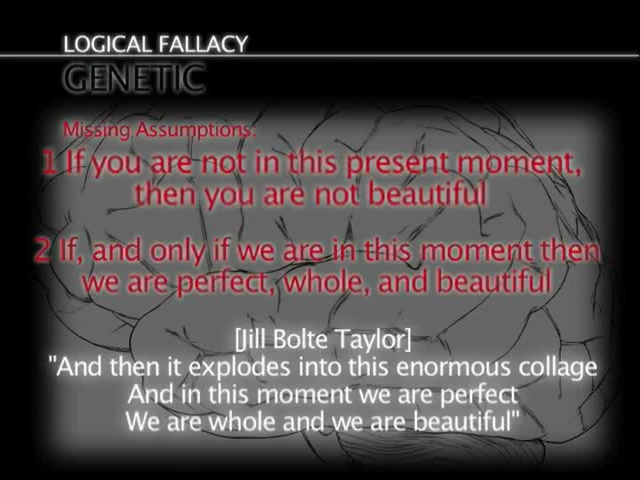 LOGICAL FALLACY
GENETIC
Missing Assumptions:
1 If you are not in this present moment,
then you are not beautiful
2 If, and only if we are in this moment then
we are perfect, whole, and beautiful
[Jill Bolte Taylor]
"And then it explodes into this enormous collage
And in this moment we are perfect
We are whole and we are beautiful"